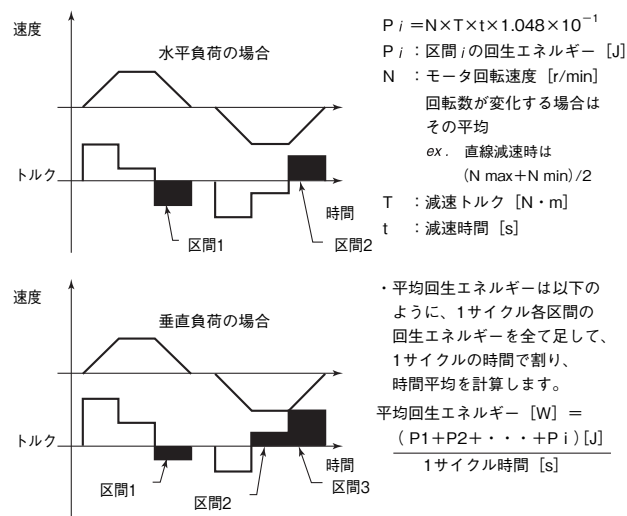 速度
水平負荷の場合
トルク
時間
区間1
区間2
速度
垂直負荷の場合
トルク
時間
区間1
区間2
区間3
Pi=N×T×t×1.048×10⁻¹
Pi:区間iの回生エネルギー [J]
N :モータ回転速度 [r/min]
回転数が変化する場合は
その平均
ex. 直線減速時は
(N max+N min)/2
T :減速トルク [N・m]
t :減速時間 [s]
・平均回生エネルギーは以下の
ように、1サイクル各区間の
回生エネルギーを全て足して、
1サイクルの時間で割り、
時間平均を計算します。
平均回生エネルギー [W] =
(P1+P2+・・・+Pi)[J]
1サイクル時間 [s]